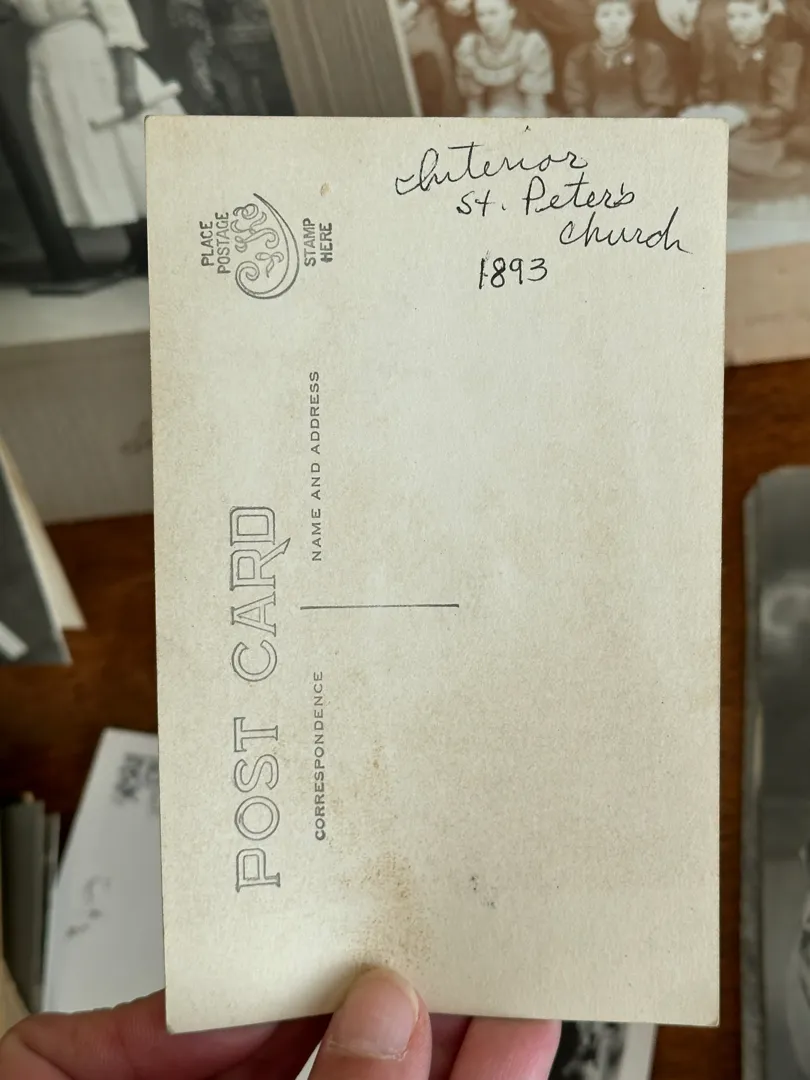 Interior
St. Peter's
Church
1893
PLACE
POSTAGE
STAMP
HERE
POST CARD
CORRESPONDENCE
NAME AND ADDRESS